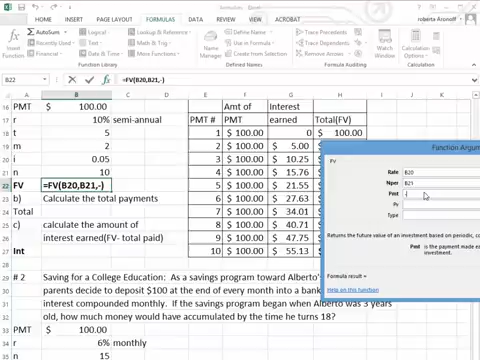 formulas - Excel
HOME
INSERT
PAGE LAYOUT
FORMULAS
DATA
REVIEW
VIEW
ACROBAT
roberta Aronoff
Insert
Function
AutoSum
Recently Used
Financial
Logical
Text
Date & Time
Lookup & Reference
Math & Trig
More Functions
Function Library
Name
Manager
Define Name
Use in Formula
Create from Selection
Defined Names
Trace Precedents
Trace Dependents
Remove Arrows
Formula Auditing
Watch
Window
Calculation
Options
Calculation
B22
=FV(B20,B21,-)
A B C D E F G H I J K L
16 PMT $ 100.00 Amt of Interest
17 r 10% semi-annual PMT # PMT earned Total(FV)
18 t 5 1 $ 100.00 0 $ 100.00
19 m 2 2 $ 100.00 $ 5.00
20 i 0.05 3 $ 100.00 $ 10.25
21 n 10 4 $ 100.00 $ 15.76
22 FV =FV(B20,B21,-) 5 $ 100.00 $ 21.55
23 b) Calculate the total payments 6 $ 100.00 $ 27.63
24 Total 7 $ 100.00 $ 34.01
25 c) calculate the amount of 8 $ 100.00 $ 40.71
26 interest earned(FV- total paid) 9 $ 100.00 $ 47.75
27 Int 10 $ 100.00 $ 55.13
28
29 # 2 Saving for a College Education: As a savings program toward Alberto's
30 parents decide to deposit $100 at the end of every month into a bank
31 interest compounded monthly. If the savings program began when Alberto was 3 years
32 old, how much money would have accumulated by the time he turns 18?
33 PMT $ 100.00
34 r 6% monthly
35 n 15
Function Argum
FV
Rate B20
Nper B21
Pmt -
Pv
Type
Returns the future value of an investment based on periodic, co
Pmt is the payment made e
investment.
Formula result =
Help on this function